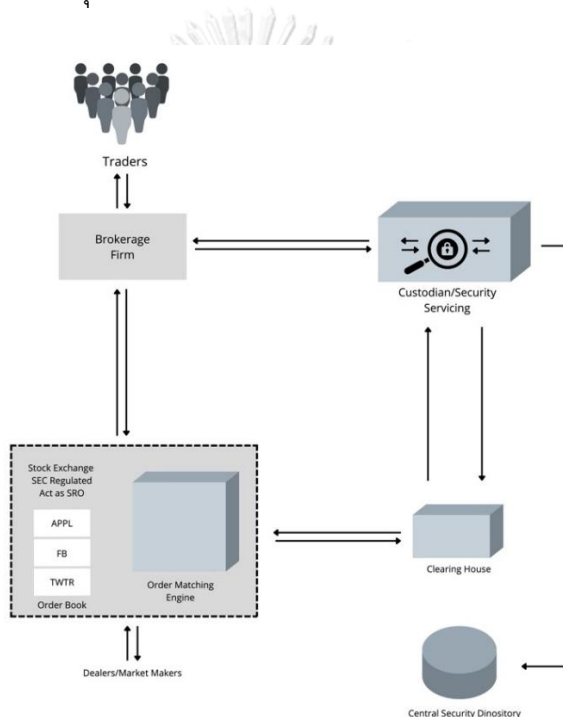 ๑
Traders
Brokerage
Firm
Custodian/Security
Servicing
Stock Exchange
SEC Regulated
Act as SRO
APPL
FB
TWTR
Order Book
Order Matching
Engine
Clearing House
Dealers/Market Makers
Central Security Dinository